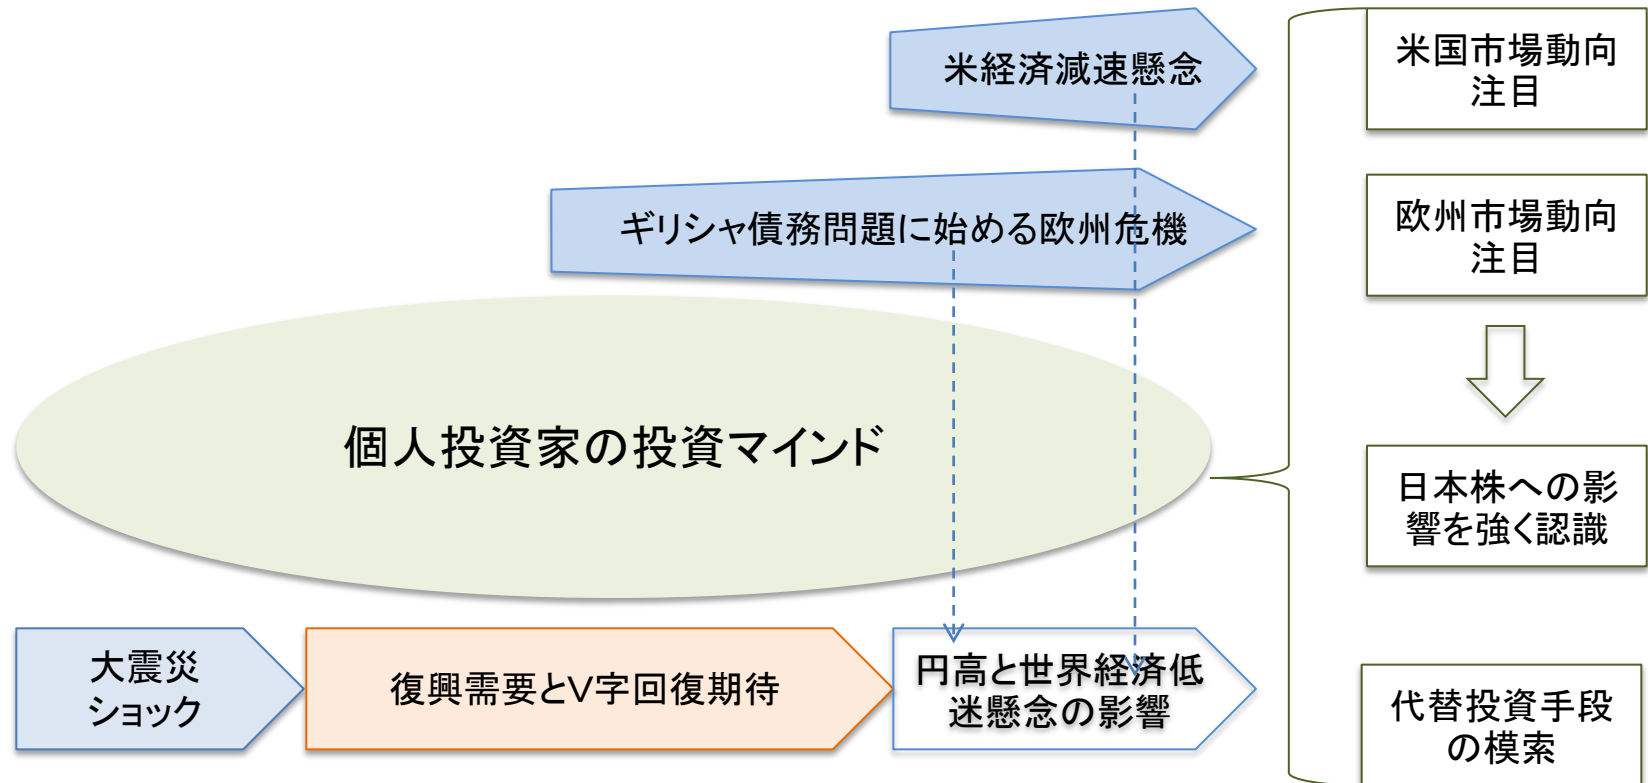 米経済減速懸念
米国市場動向
注目
ギリシャ債務問題に始める欧州危機
欧州市場動向
注目
個人投資家の投資マインド
日本株への影
響を強く認識
大震災
ショック
復興需要とV字回復期待
円高と世界経済低
迷懸念の影響
代替投資手段
の模索